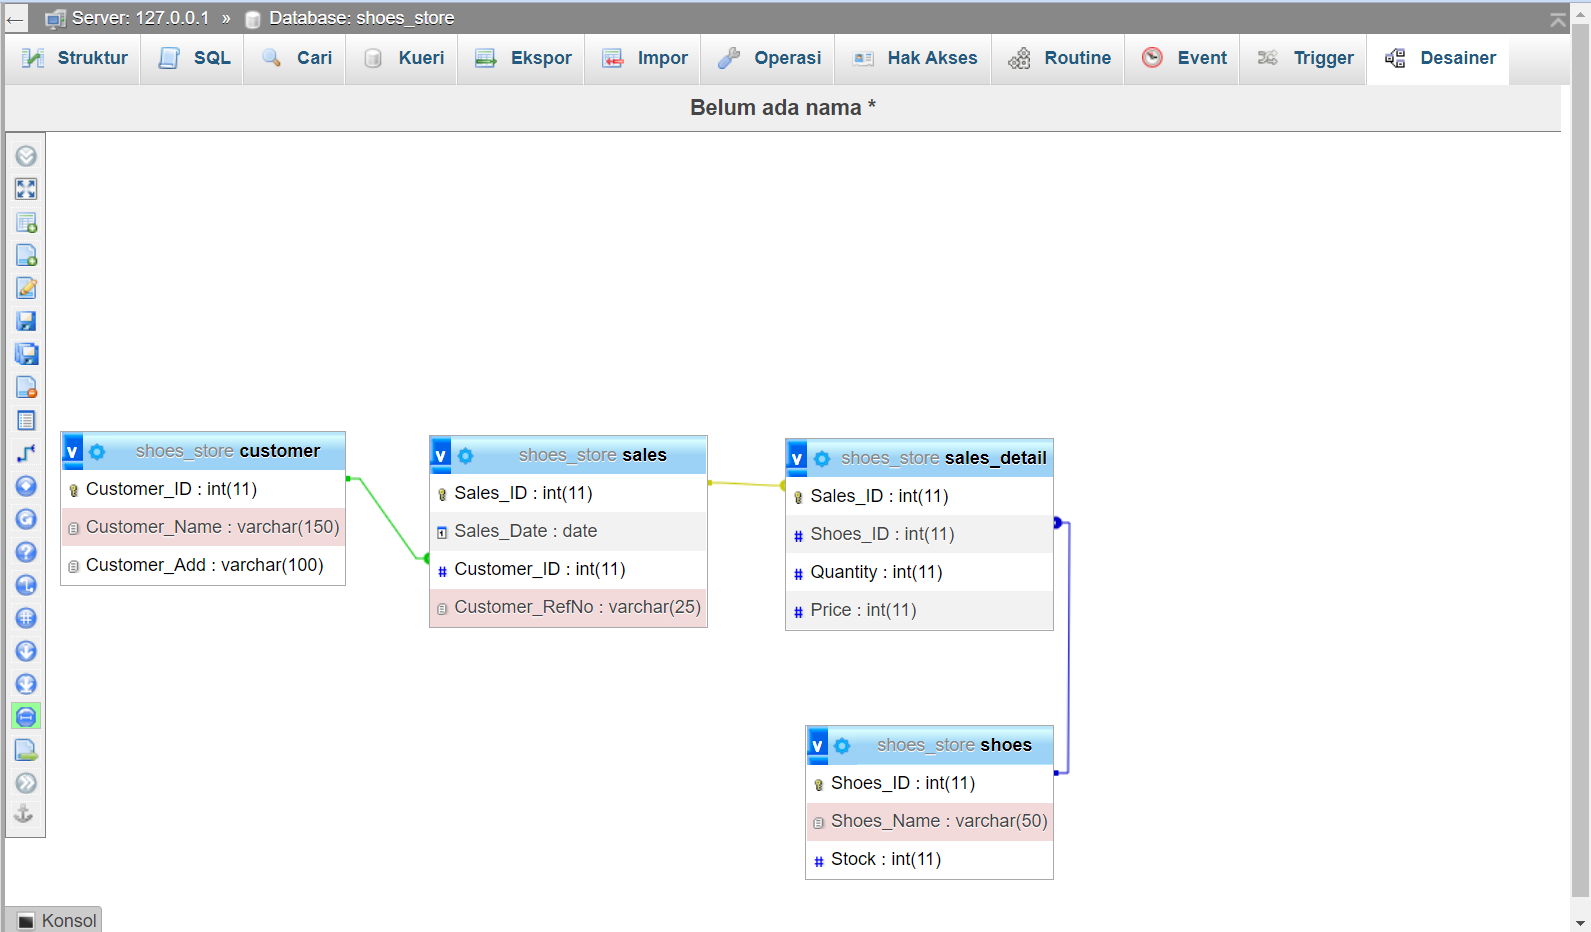 Server: 127.0.0.1 » Database: shoes_store
Struktur SQL Cari Kueri Ekspor Impor Operasi Hak Akses Routine Event Trigger Desainer
Belum ada nama *
v shoes_store customer
Customer_ID : int(11)
Customer_Name : varchar(150)
Customer_Add : varchar(100)
v shoes_store sales
Sales_ID : int(11)
Sales_Date : date
Customer_ID : int(11)
Customer_RefNo : varchar(25)
v shoes_store sales_detail
Sales_ID : int(11)
Shoes_ID : int(11)
Quantity : int(11)
Price : int(11)
v shoes_store shoes
Shoes_ID : int(11)
Shoes_Name : varchar(50)
Stock : int(11)
Konsol